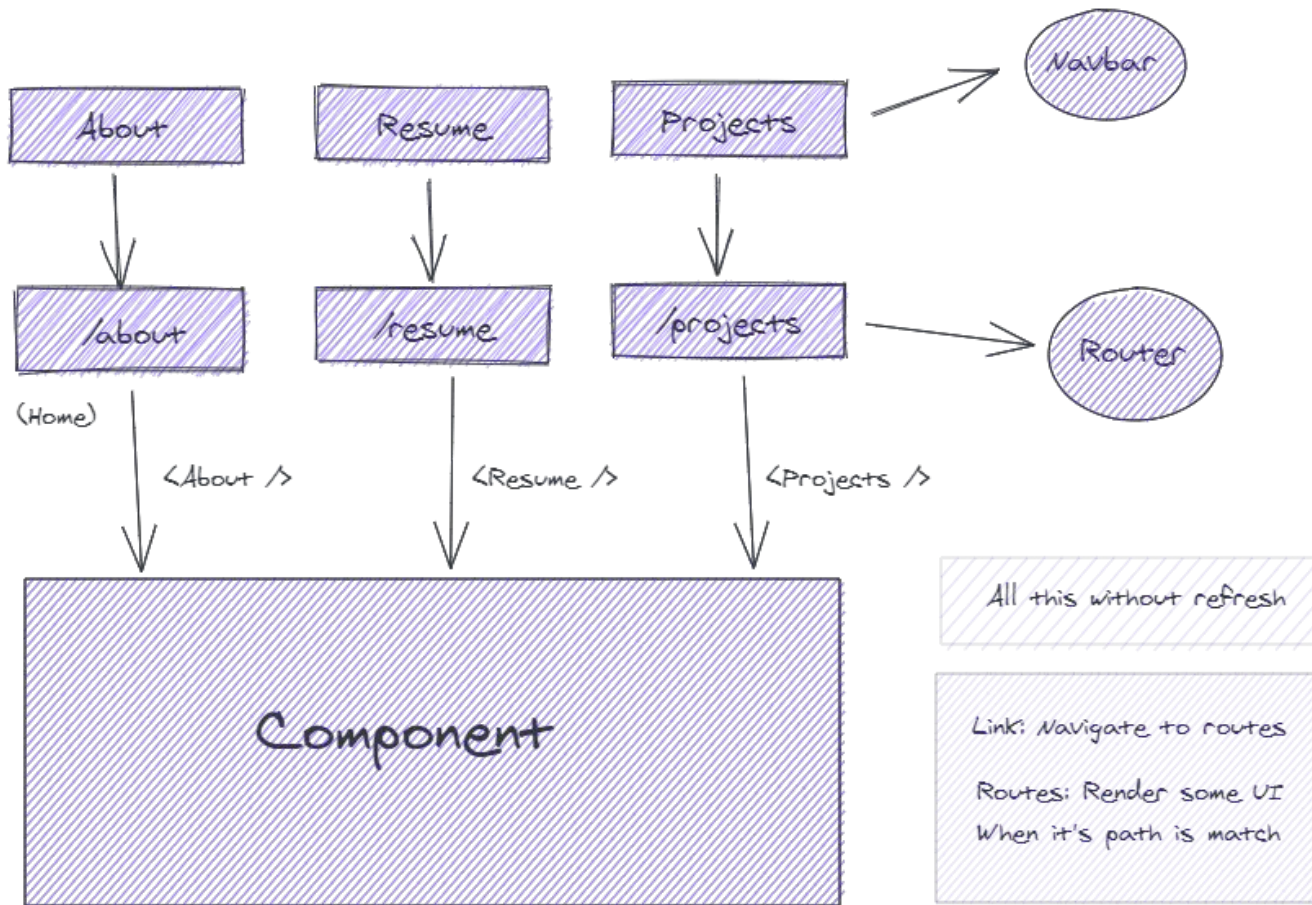 Navbar
About
Resume
Projects
/about
/resume
/projects
Router
(Home)
<About />
<Resume />
<Projects />
All this without refresh
Component
Link: Navigate to routes
Routes: Render some UI
When it's path is match